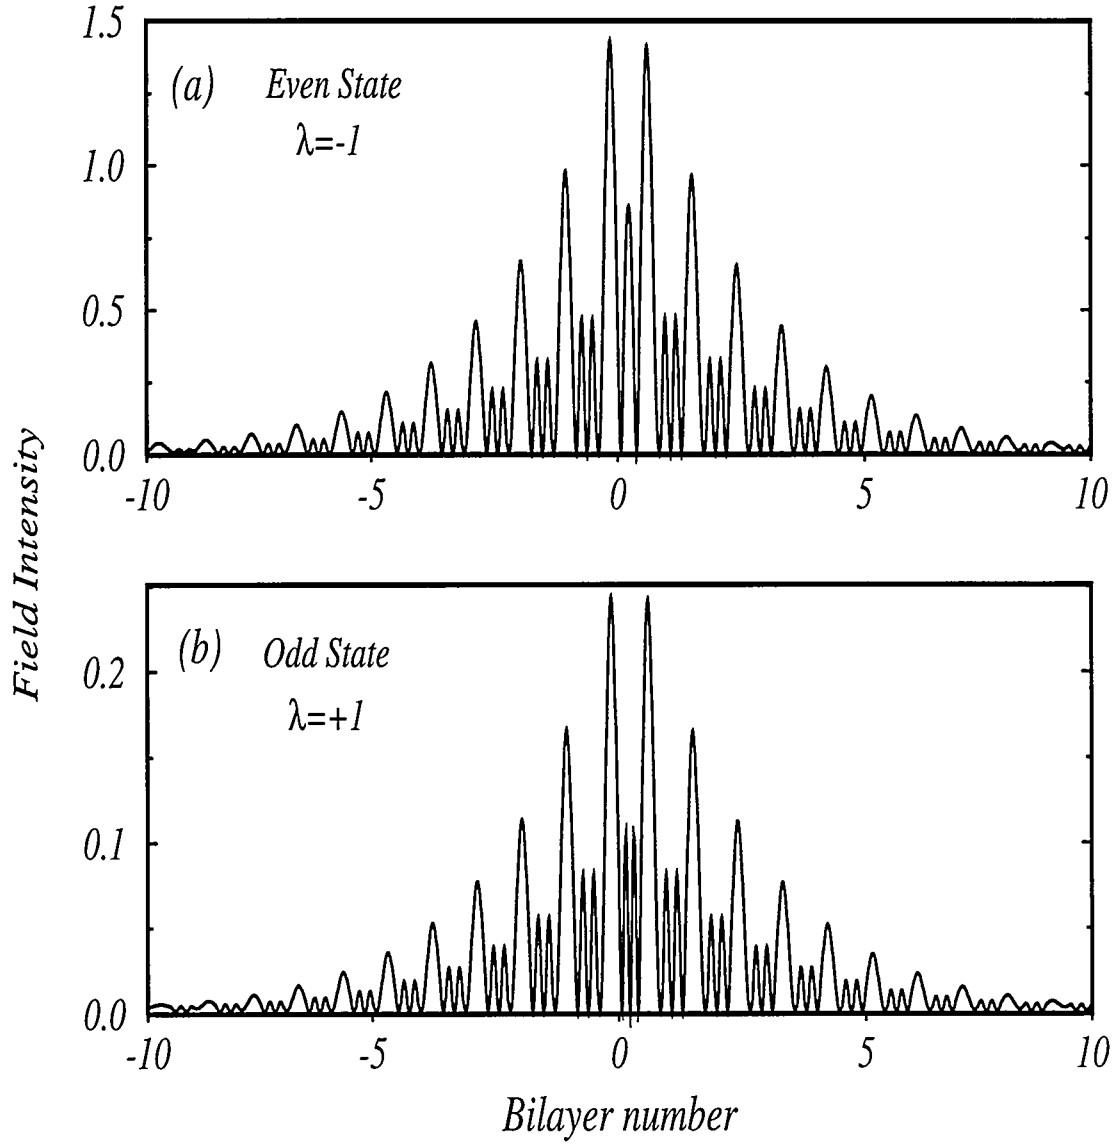 1.5
(a) Even State
λ=-1
1.0
0.5
0.0
-10 -5 0 5 10
Field Intensity
(b) Odd State
λ=+1
0.2
0.1
0.0
-10 -5 0 5 10
Bilayer number